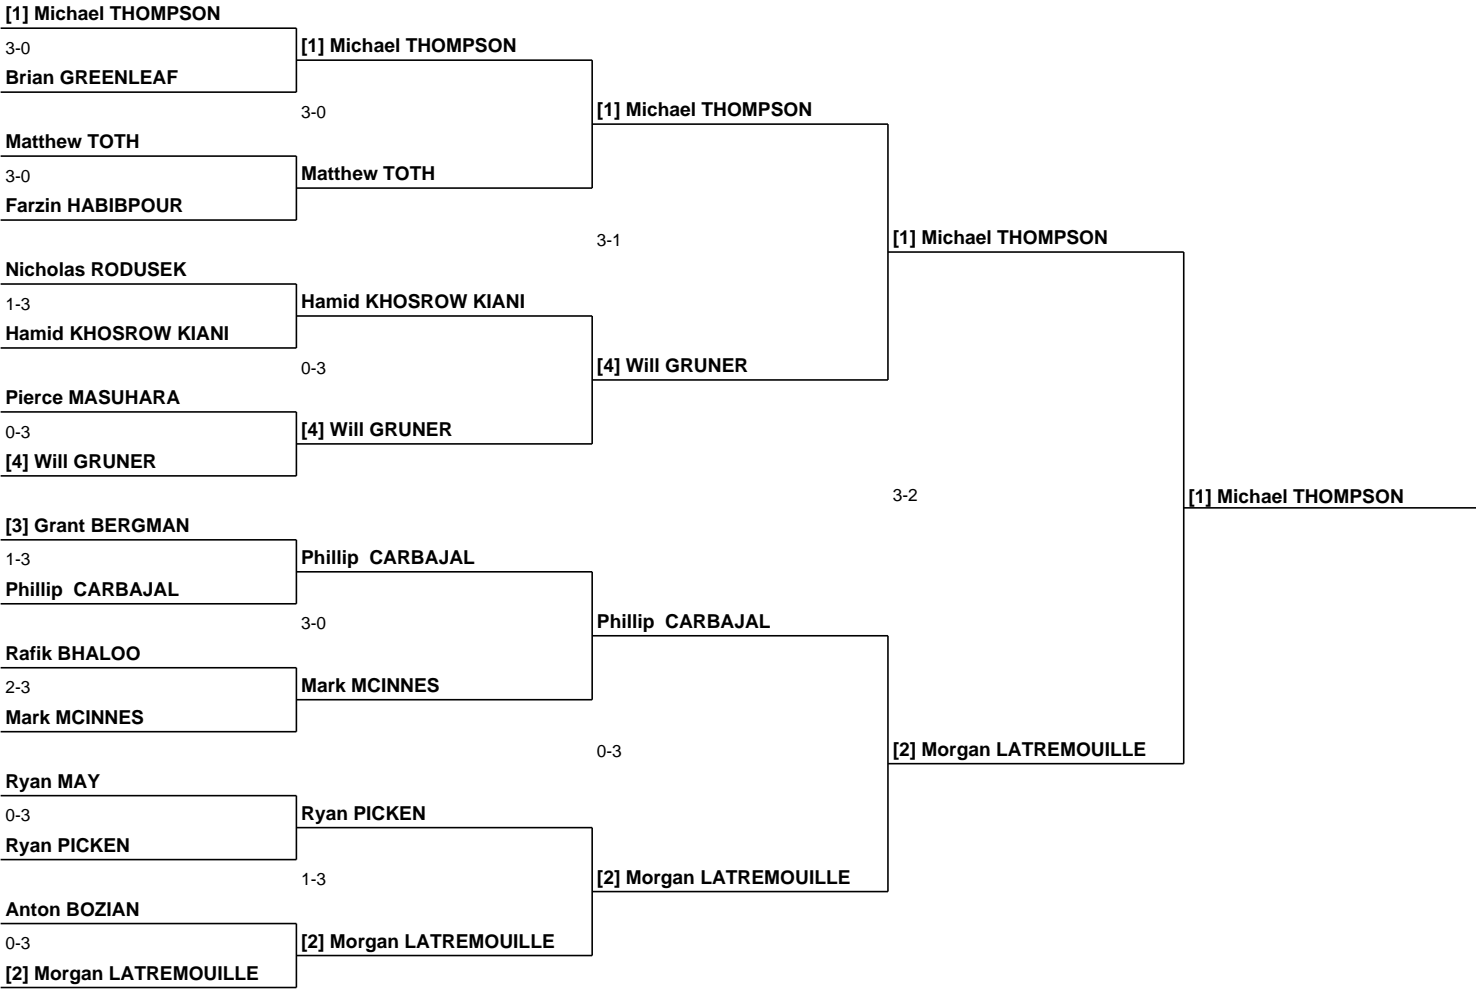 [1] Michael THOMPSON
3-0
[1] Michael THOMPSON
Brian GREENLEAF
3-0
[1] Michael THOMPSON
Matthew TOTH
3-0
Matthew TOTH
Farzin HABIBPOUR
3-1
[1] Michael THOMPSON
Nicholas RODUSEK
1-3
Hamid KHOSROW KIANI
Hamid KHOSROW KIANI
0-3
[4] Will GRUNER
Pierce MASUHARA
0-3
[4] Will GRUNER
[4] Will GRUNER
3-2
[1] Michael THOMPSON
[3] Grant BERGMAN
1-3
Phillip  CARBAJAL
Phillip  CARBAJAL
3-0
Phillip  CARBAJAL
Rafik BHALOO
2-3
Mark MCINNES
Mark MCINNES
0-3
[2] Morgan LATREMOUILLE
Ryan MAY
0-3
Ryan PICKEN
Ryan PICKEN
1-3
[2] Morgan LATREMOUILLE
Anton BOZIAN
0-3
[2] Morgan LATREMOUILLE
[2] Morgan LATREMOUILLE